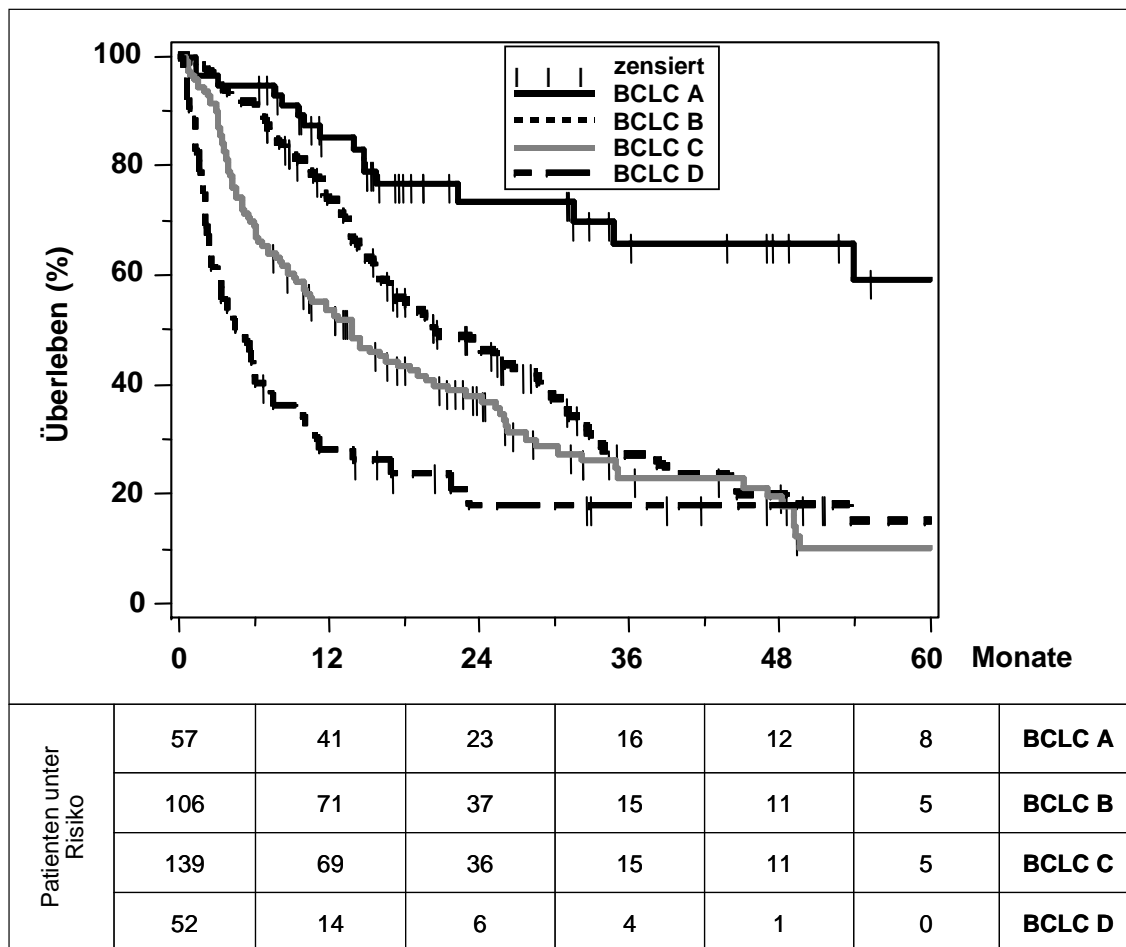 100
80
60
40
20
0
Überleben (%)
zensiert
BCLC A
BCLC B
BCLC C
BCLC D
0 12 24 36 48 60 Monate
Patienten unter
Risiko
57 41 23 16 12 8 BCLC A
106 71 37 15 11 5 BCLC B
139 69 36 15 11 5 BCLC C
52 14 6 4 1 0 BCLC D